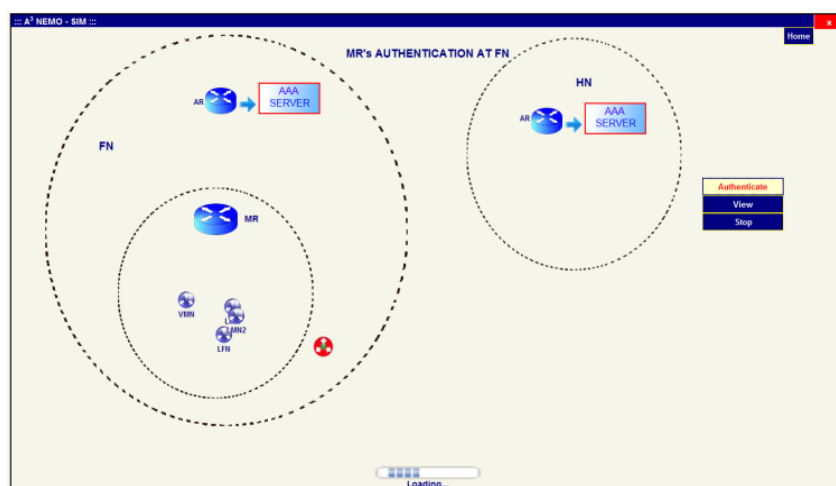 ::: A³ NEMO - SIM :::
x
Home
MR's AUTHENTICATION AT FN
HN
AAA
SERVER
AR
AAA
SERVER
AR
FN
Authenticate
View
Stop
MR
VMN
LMN2
LFN
Loading...